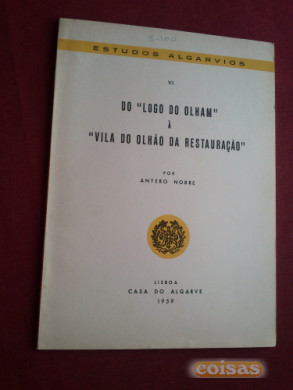 ESTUDOS ALGARVIOS
VI
DO "LOGO DO OLHAM"
À
"VILA DO OLHÃO DA RESTAURAÇÃO"
POR
ANTERO NOBRE
LISBOA
CASA DO ALGARVE
1959
coisas